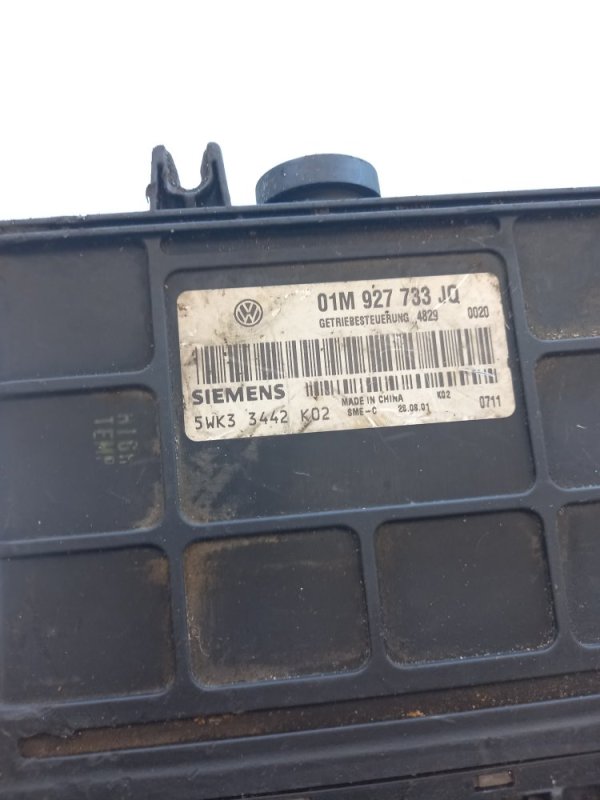 01M 927 733 JQ
GETRIEBESTEUERUNG 4829 0020
SIEMENS
MADE IN CHINA K02
5WK3 3442 K02 SME-C 28.08.01 0711
TEMP